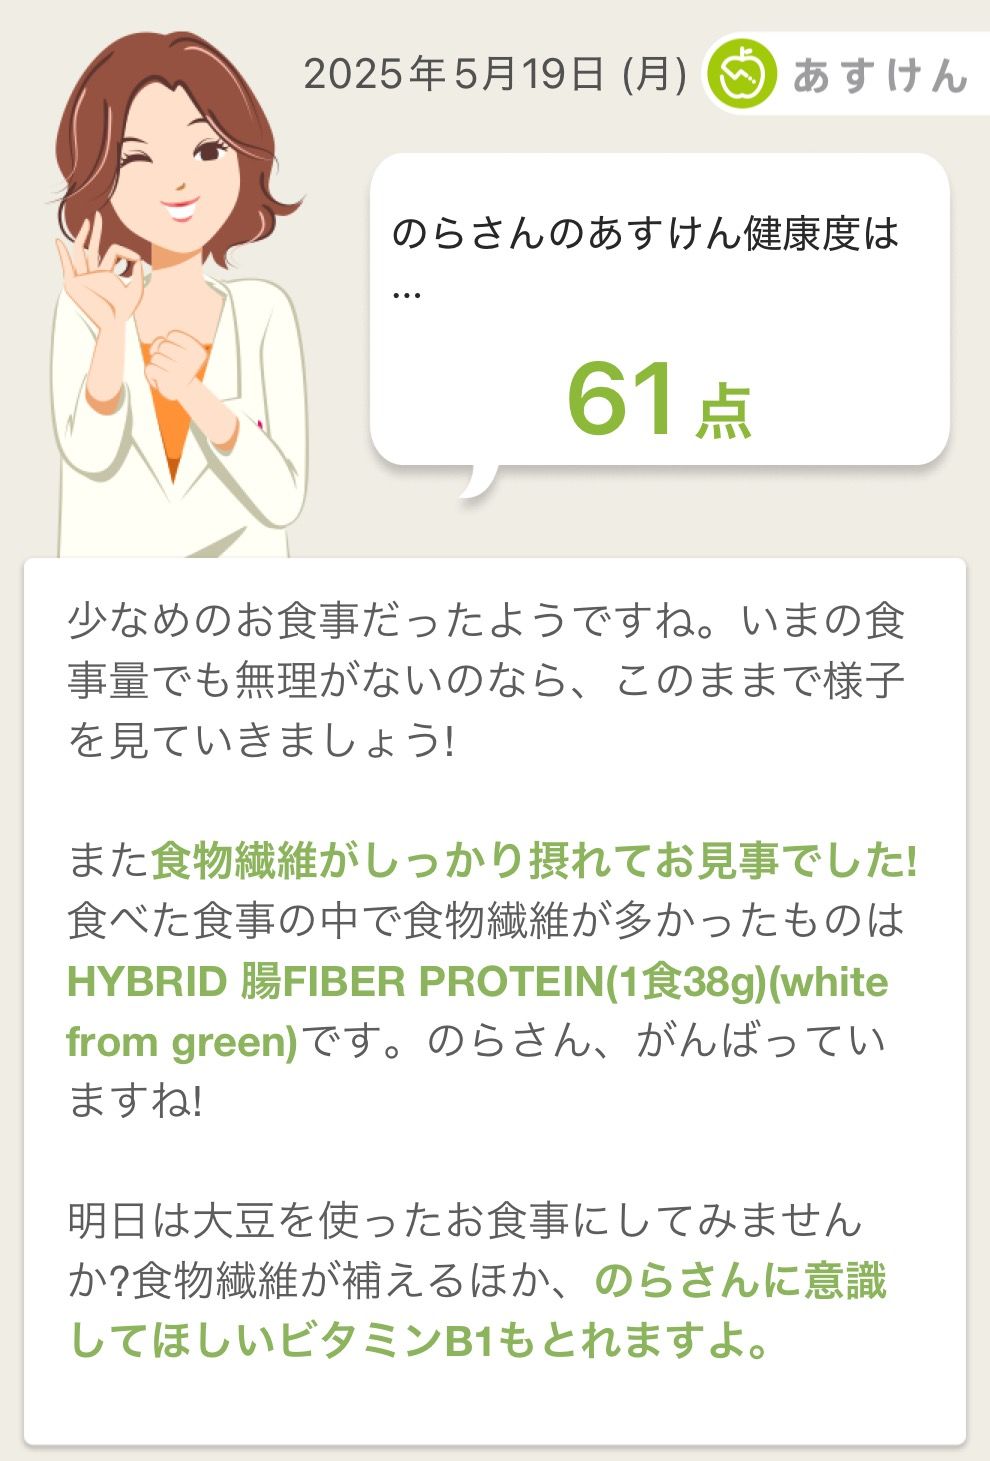 2025年5月19日 (月)
あすけん
のらさんのあすけん健康度は
...
61点
少なめのお食事だったようですね。いまの食
事量でも無理がないのなら、このままで様子
を見ていきましょう!
また食物繊維がしっかり摂れてお見事でした!
食べた食事の中で食物繊維が多かったものは
HYBRID 腸FIBER PROTEIN(1食38g)(white
from green)です。のらさん、がんばってい
ますね!
明日は大豆を使ったお食事にしてみません
か?食物繊維が補えるほか、のらさんに意識
してほしいビタミンB1もとれますよ。